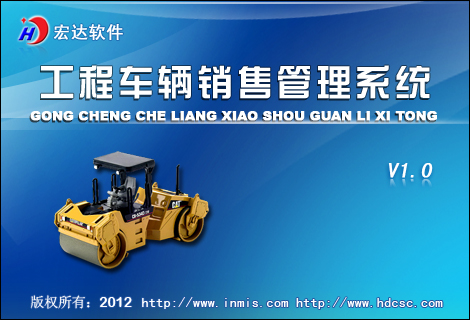 宏达软件
工程车辆销售管理系统
GONG CHENG CHE LIANG XIAO SHOU GUAN LI XI TONG
V1.0
CAT
版权所有：2012 http://www.inmis.com http://www.hdcsc.com